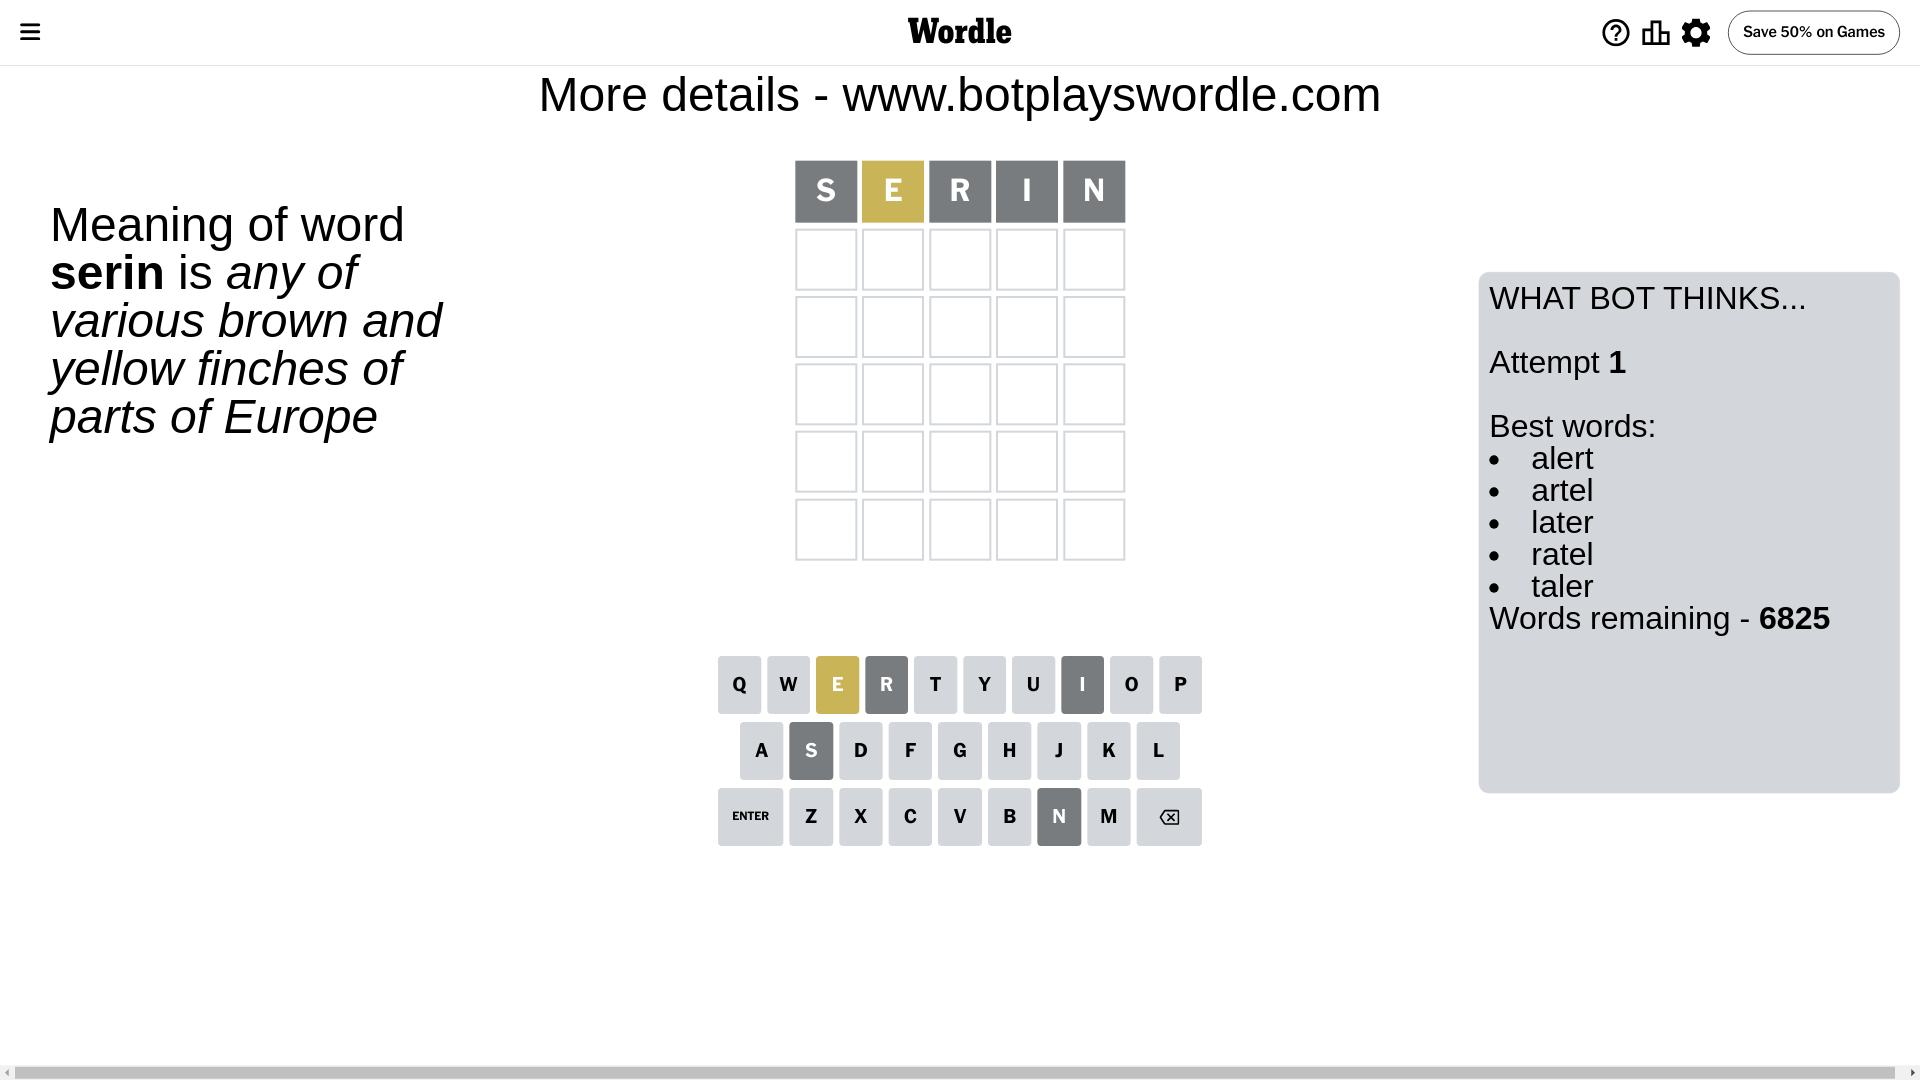 Wordle
Save 50% on Games
More details - www.botplayswordle.com
Meaning of word
serin is any of
various brown and
yellow finches of
parts of Europe
S E R I N
WHAT BOT THINKS...
Attempt 1
Best words:
• alert
• artel
• later
• ratel
• taler
Words remaining - 6825
Q W E R T Y U I O P
A S D F G H J K L
ENTER Z X C V B N M